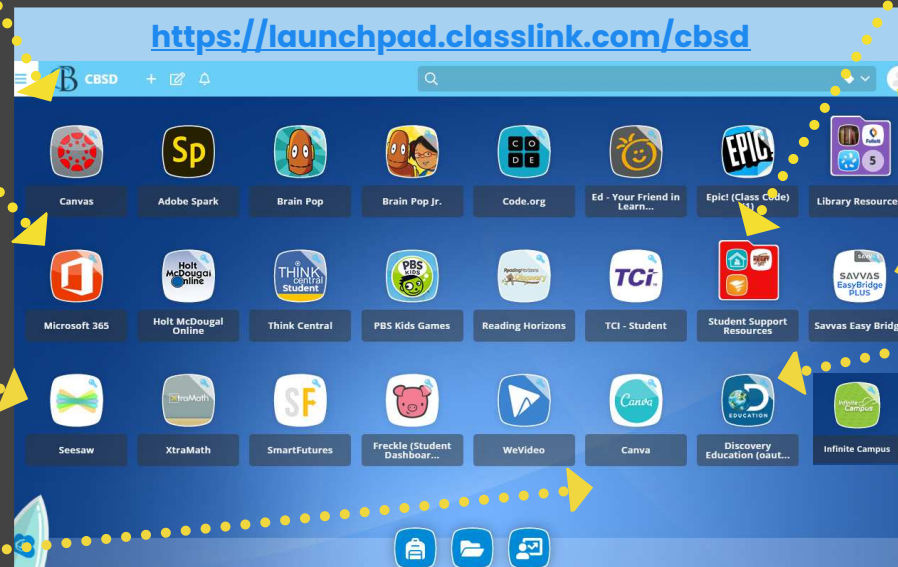 https://launchpad.classlink.com/cbsd
B CBSD
Sp
CODE
EPIC!
Follett
5
Canvas
Adobe Spark
Brain Pop
Brain Pop Jr.
Code.org
Ed - Your Friend in
Learn...
Epic! (Class Code)
(1)
Library Resource
Holt
McDougal
Online
THINK
central
Student
PBS
KIDS
ReadingHorizons
Discovery
TCi
SAVVAS
EasyBridge
PLUS
Microsoft 365
Holt McDougal
Online
Think Central
PBS Kids Games
Reading Horizons
TCI - Student
Student Support
Resources
Savvas Easy Bridg
XtraMath
SF
Canva
EDUCATION
Infinite
Campus
Seesaw
XtraMath
SmartFutures
Freckle (Student
Dashboar...
WeVideo
Canva
Discovery
Education (oaut...
Infinite Campus